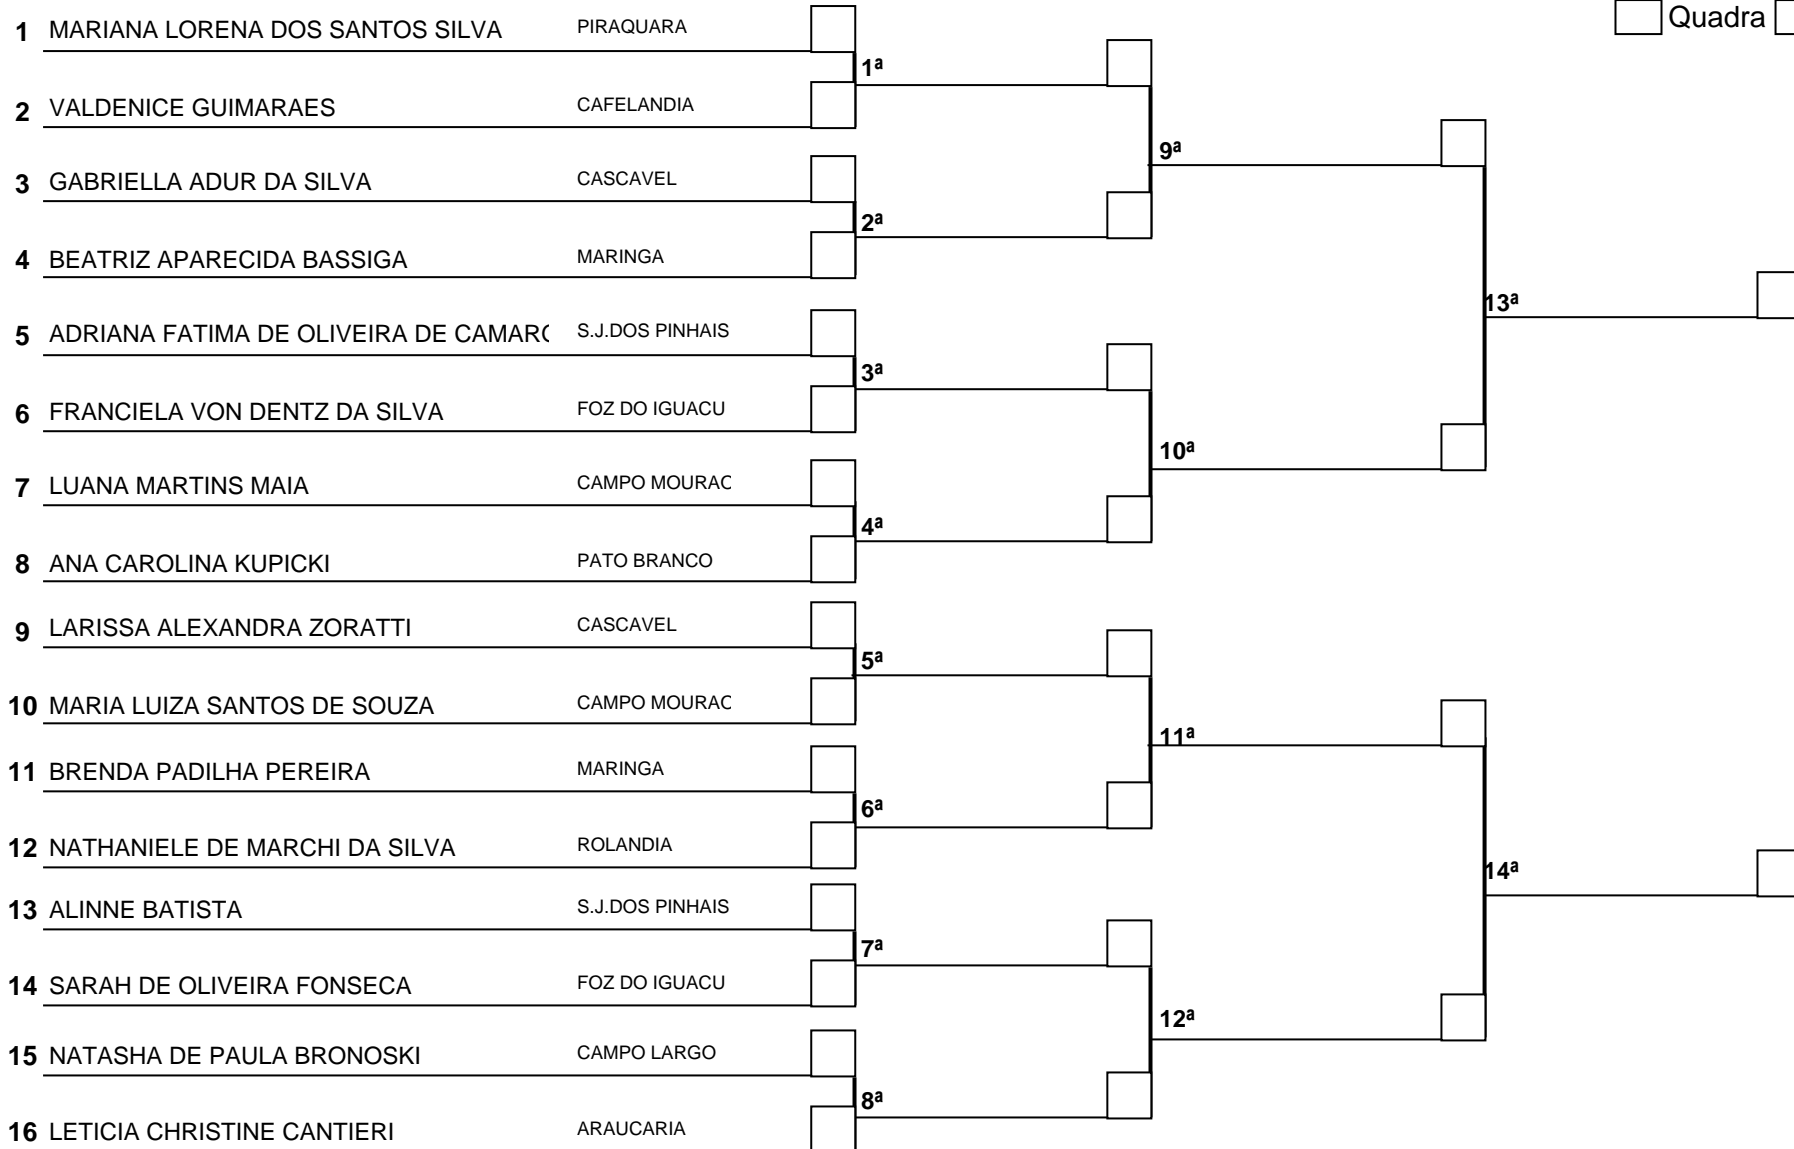 Quadra
1 MARIANA LORENA DOS SANTOS SILVA PIRAQUARA
1ª
2 VALDENICE GUIMARAES CAFELANDIA
9ª
3 GABRIELLA ADUR DA SILVA CASCAVEL
2ª
4 BEATRIZ APARECIDA BASSIGA MARINGA
13ª
5 ADRIANA FATIMA DE OLIVEIRA DE CAMARG S.J.DOS PINHAIS
3ª
6 FRANCIELA VON DENTZ DA SILVA FOZ DO IGUACU
10ª
7 LUANA MARTINS MAIA CAMPO MOURAO
4ª
8 ANA CAROLINA KUPICKI PATO BRANCO
9 LARISSA ALEXANDRA ZORATTI CASCAVEL
5ª
10 MARIA LUIZA SANTOS DE SOUZA CAMPO MOURAO
11ª
11 BRENDA PADILHA PEREIRA MARINGA
6ª
12 NATHANIELE DE MARCHI DA SILVA ROLANDIA
14ª
13 ALINNE BATISTA S.J.DOS PINHAIS
7ª
14 SARAH DE OLIVEIRA FONSECA FOZ DO IGUACU
12ª
15 NATASHA DE PAULA BRONOSKI CAMPO LARGO
8ª
16 LETICIA CHRISTINE CANTIERI ARAUCARIA